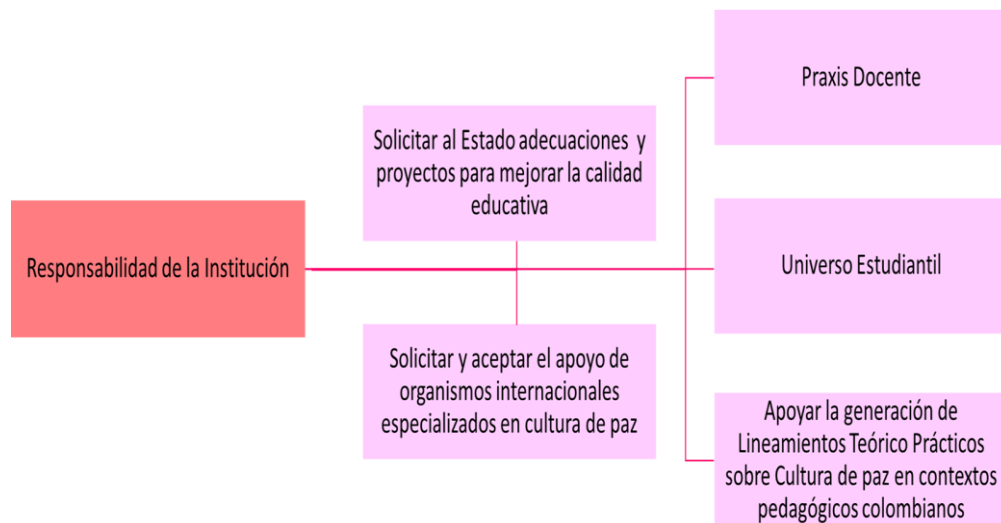 Responsabilidad de la Institución
Solicitar al Estado adecuaciones y
proyectos para mejorar la calidad
educativa
Solicitar y aceptar el apoyo de
organismos internacionales
especializados en cultura de paz
Praxis Docente
Universo Estudiantil
Apoyar la generación de
Lineamientos Teórico Prácticos
sobre Cultura de paz en contextos
pedagógicos colombianos